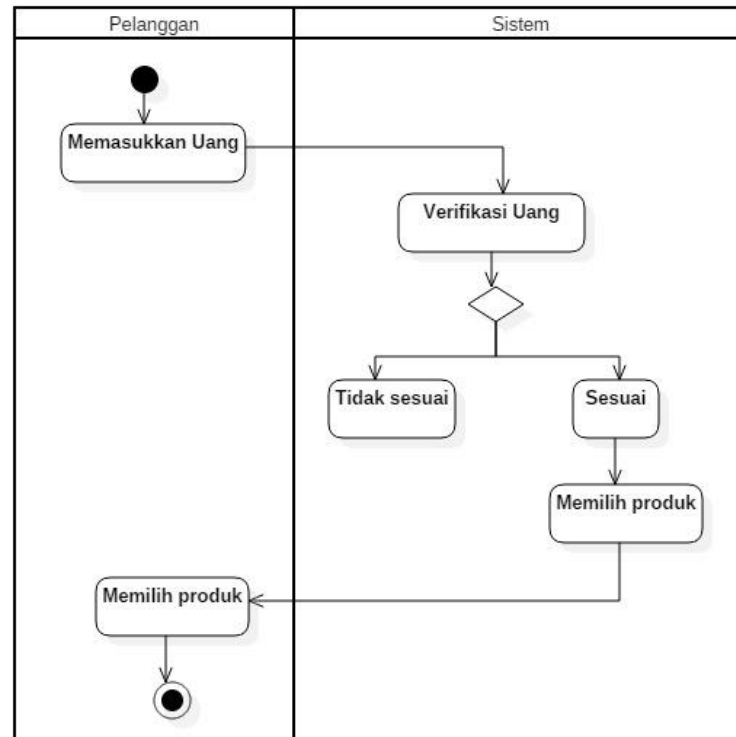 Pelanggan
Sistem
Memasukkan Uang
Verifikasi Uang
Tidak sesuai
Sesuai
Memilih produk
Memilih produk